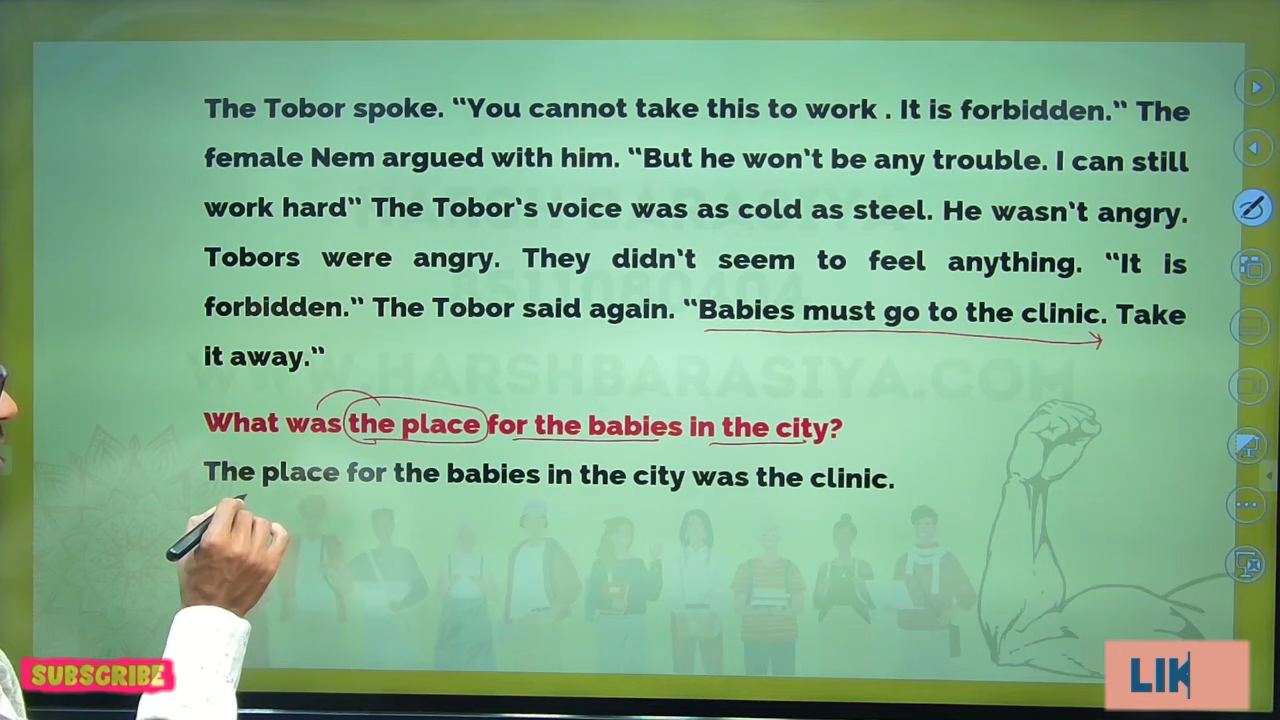 The Tobor spoke. "You cannot take this to work . It is forbidden." The
female Nem argued with him. "But he won't be any trouble. I can still
work hard" The Tobor's voice was as cold as steel. He wasn't angry.
Tobors were angry. They didn't seem to feel anything. "It is
forbidden." The Tobor said again. "Babies must go to the clinic. Take
it away."
WWW.HARSHBARASIYA.COM
What was the place for the babies in the city?
The place for the babies in the city was the clinic.
SUBSCRIBE
LIK